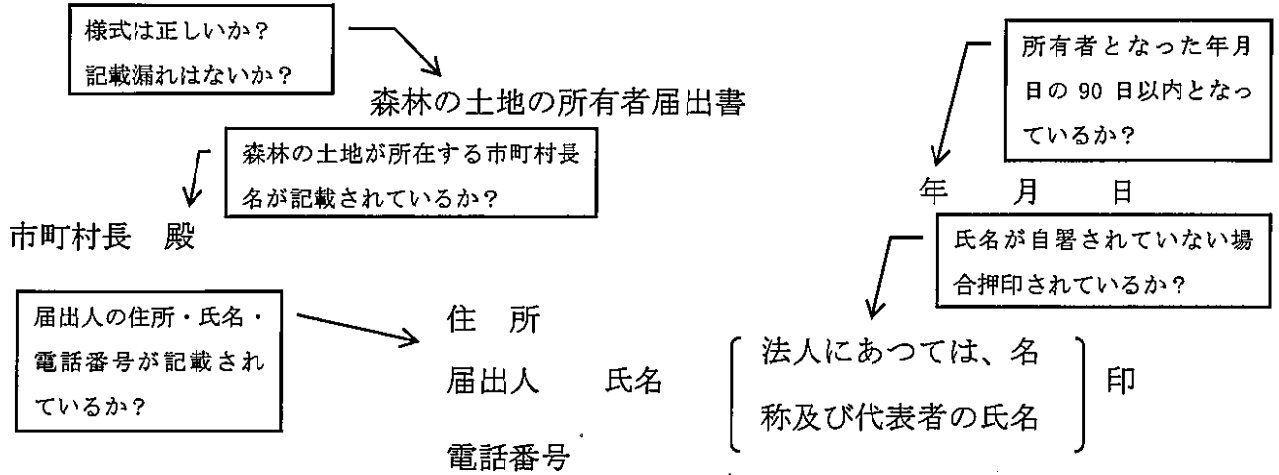 様式は正しいか？
記載漏れはないか？
森林の土地の所有者届出書
所有者となった年月
日の 90 日以内となっ
ているか？
森林の土地が所在する市町村長
名が記載されているか？
年　月　日
市町村長　殿
氏名が自署されていない場
合押印されているか？
届出人の住所・氏名・
電話番号が記載され
ているか？
住　所
届出人　氏名
法人にあつては、名
称及び代表者の氏名
印
電話番号